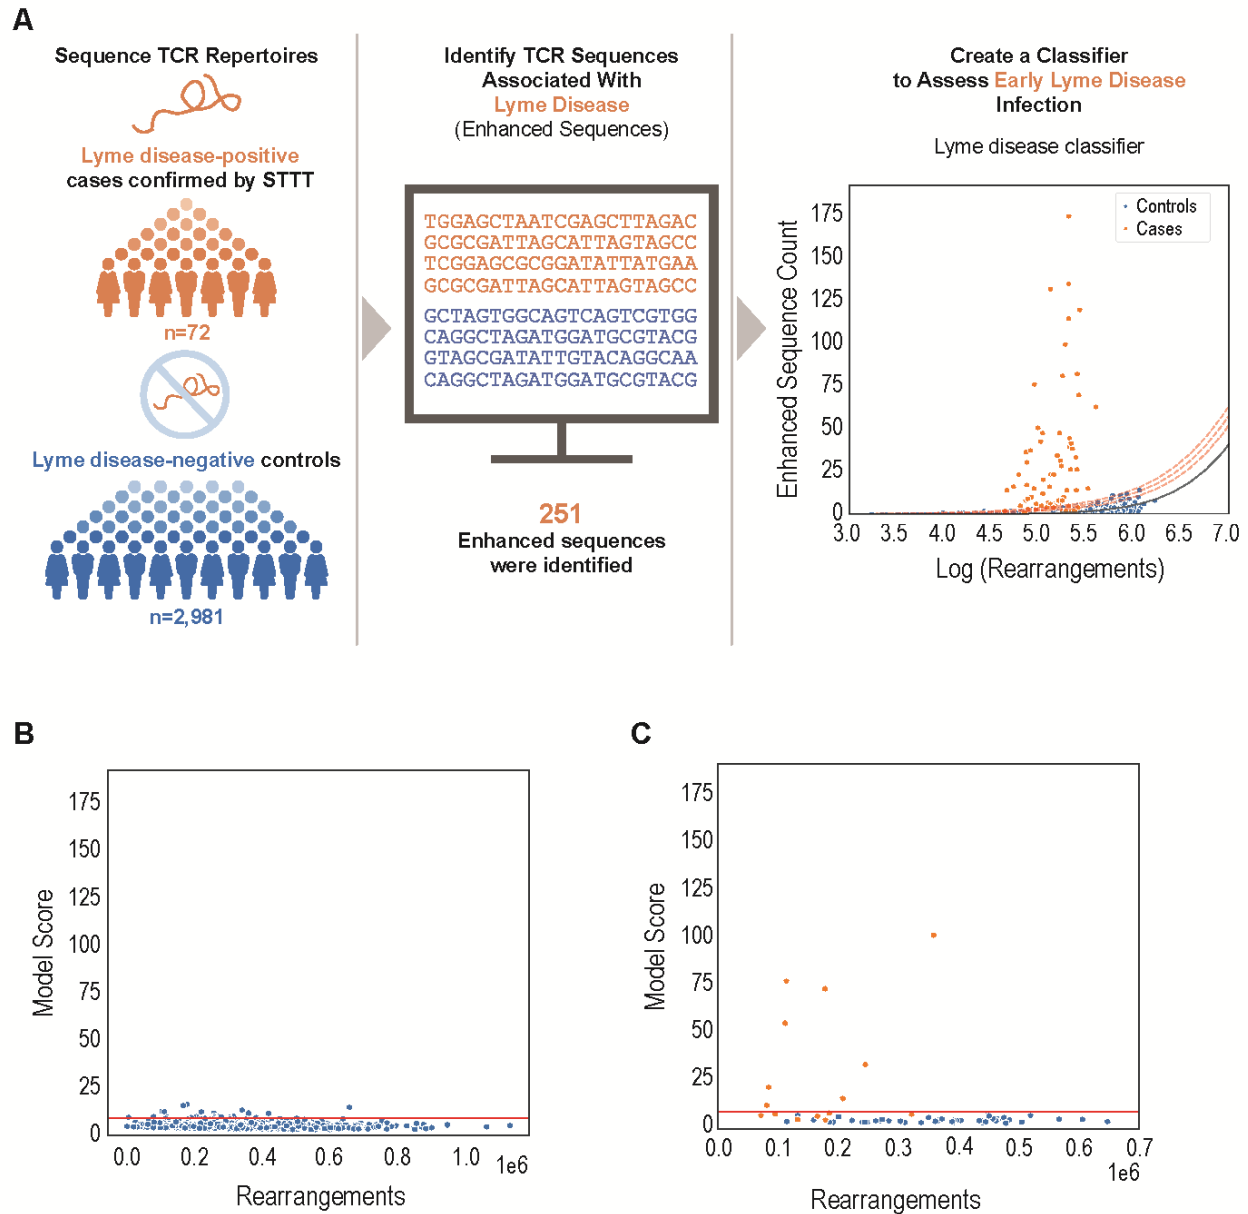 A
Sequence TCR Repertoires
Lyme disease-positive
cases confirmed by STTT
n=72
Lyme disease-negative controls
n=2,981
Identify TCR Sequences
Associated With
Lyme Disease
(Enhanced Sequences)
TGGAGCTAATCGAGCTTAGAC
GCGCGATTAGCATTAGTAGCC
TCGGAGCGCGGATATTATGAA
GCGCGATTAGCATTAGTAGCC
GCTAGTGGCAGTCAGTCGTGG
CAGGCTAGATGGATGCGTACG
GTAGCGATATTGTACAGGCAA
CAGGCTAGATGGATGCGTACG
251
Enhanced sequences
were identified
Create a Classifier
to Assess Early Lyme Disease
Infection
Lyme disease classifier
Enhanced Sequence Count
175
150
125
100
75
50
25
0
Controls
Cases
3.0 3.5 4.0 4.5 5.0 5.5 6.0 6.5 7.0
Log (Rearrangements)
B
Model Score
175
150
125
100
75
50
25
0
0.0 0.2 0.4 0.6 0.8 1.0
1e6
Rearrangements
C
Model Score
175
150
125
100
75
50
25
0
0.0 0.1 0.2 0.3 0.4 0.5 0.6 0.7
1e6
Rearrangements